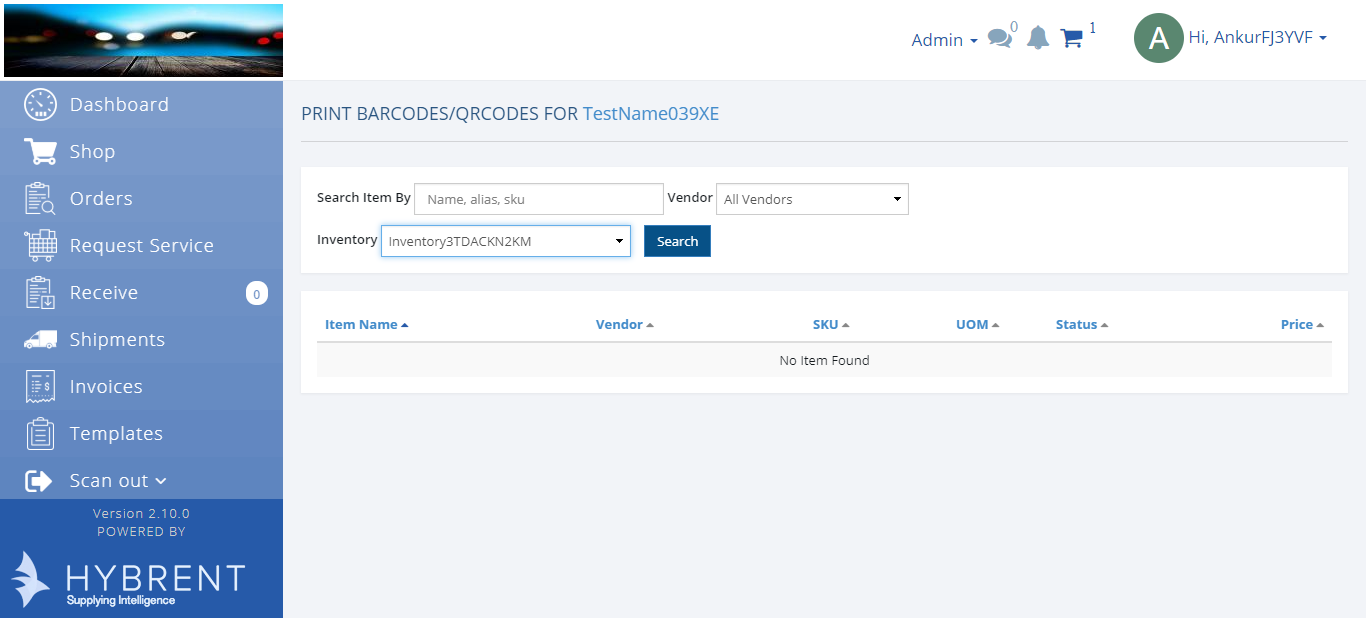 Admin 0 1 A Hi, AnkurFJ3YVF
Dashboard
Shop
Orders
Request Service
Receive 0
Shipments
Invoices
Templates
Scan out
Version 2.10.0
POWERED BY
HYBRENT
Supplying Intelligence
PRINT BARCODES/QRCODES FOR TestName039XE
Search Item By Name, alias, sku Vendor All Vendors
Inventory Inventory3TDACKN2KM Search
Item Name Vendor SKU UOM Status Price
No Item Found